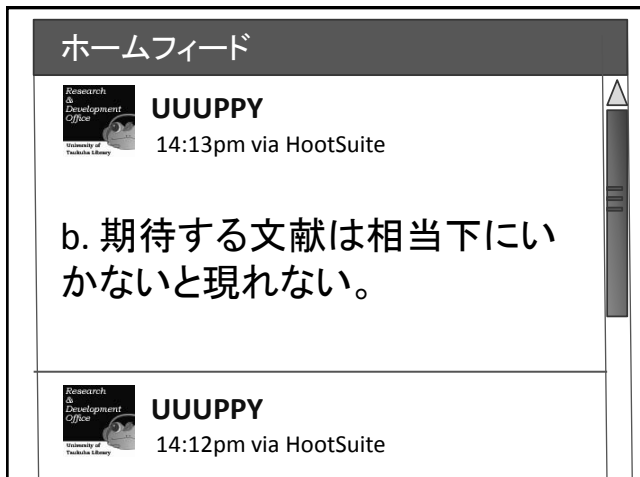 ホームフィード
Research
&
Development
Office
University of
Tsukuba Library
UUUPPY
14:13pm via HootSuite
b. 期待する文献は相当下にい
かないと現れない。
Research
&
Development
Office
University of
Tsukuba Library
UUUPPY
14:12pm via HootSuite